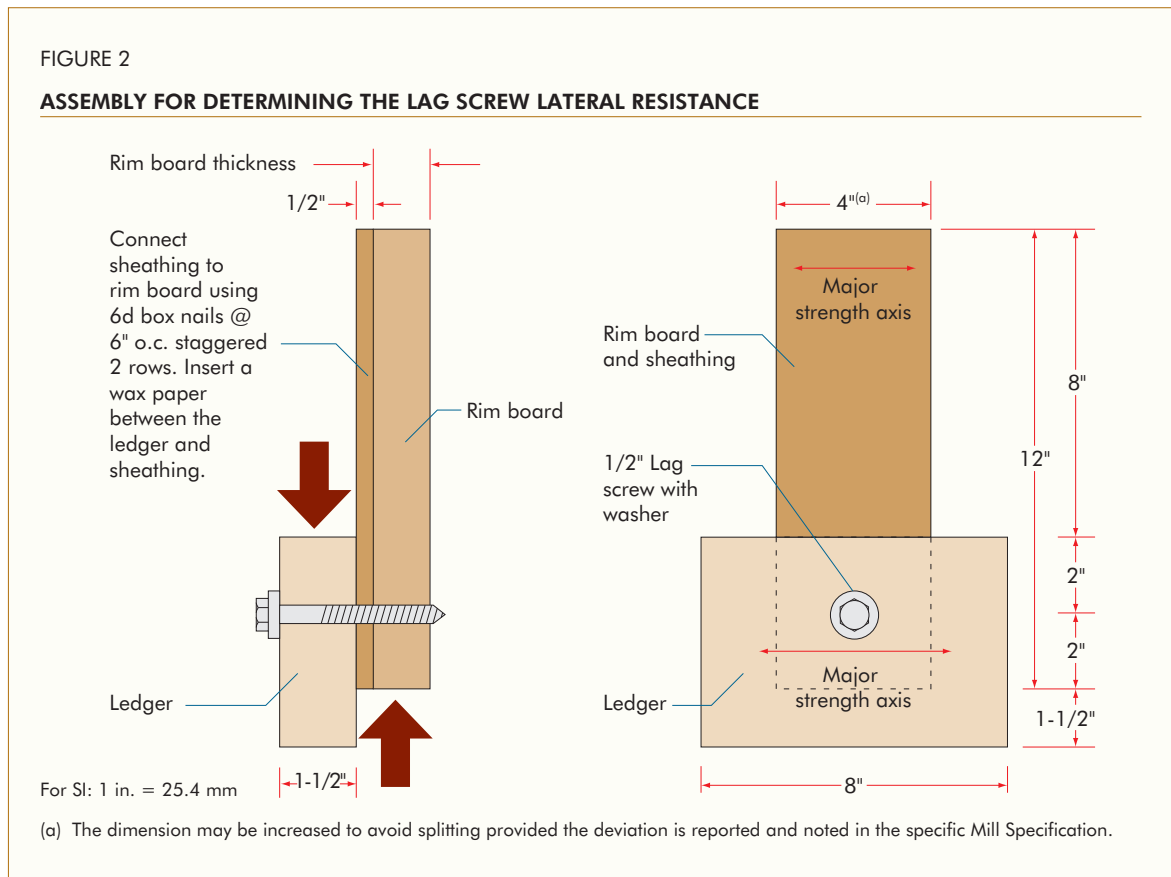 FIGURE 2
ASSEMBLY FOR DETERMINING THE LAG SCREW LATERAL RESISTANCE
Rim board thickness
1/2"
Connect
sheathing to
rim board using
6d box nails @
6" o.c. staggered
2 rows. Insert a
wax paper
between the
ledger and
sheathing.
Rim board
Ledger
1-1/2"
For SI: 1 in. = 25.4 mm
4"(a)
Major
strength axis
Rim board
and sheathing
8"
12"
1/2" Lag
screw with
washer
2"
2"
Major
strength axis
Ledger
1-1/2"
8"
(a) The dimension may be increased to avoid splitting provided the deviation is reported and noted in the specific Mill Specification.